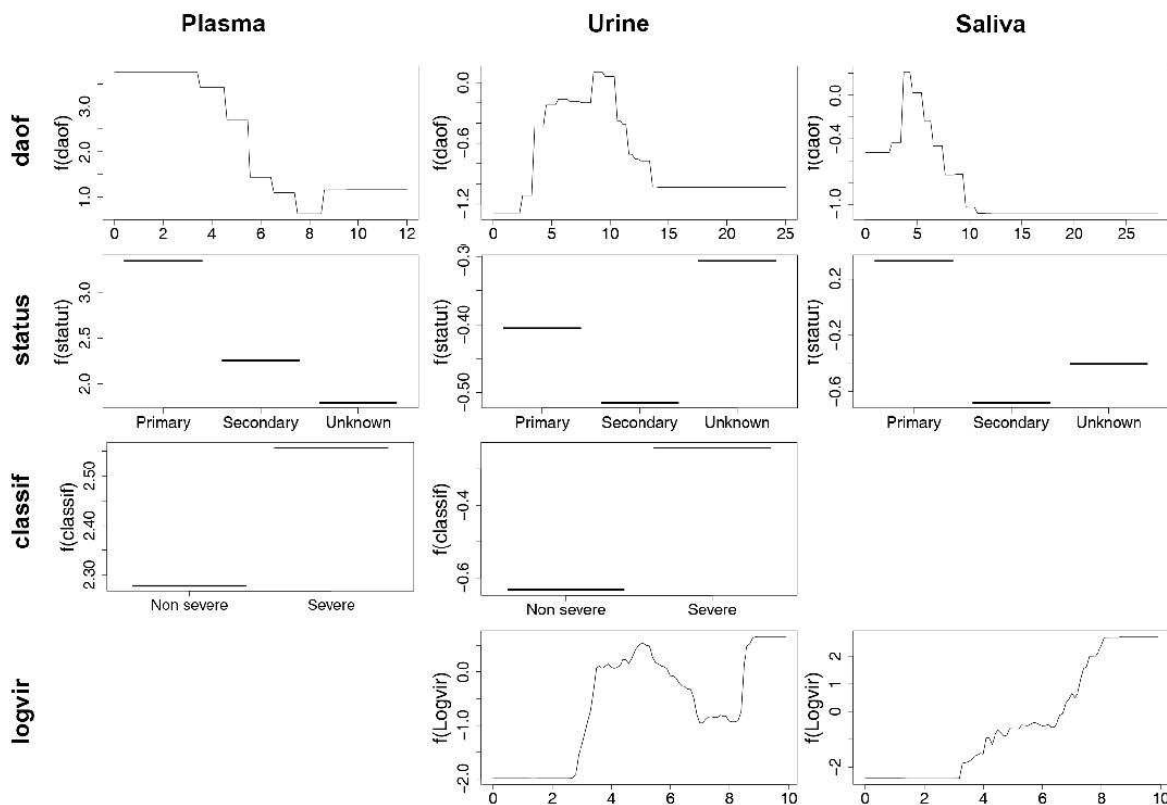 Plasma Urine Saliva
daof
f(daof)
3.0
2.0
1.0
0 2 4 6 8 10 12
f(daof)
0.0
−0.6
−1.2
0 5 10 15 20 25
f(daof)
0.0
−0.4
−1.0
0 5 10 15 20 25
status
f(statut)
3.0
2.5
2.0
Primary Secondary Unknown
f(statut)
−0.3
−0.40
−0.50
Primary Secondary Unknown
f(statut)
0.2
−0.2
−0.6
Primary Secondary Unknown
classif
f(classif)
2.50
2.40
2.30
Non severe Severe
f(classif)
−0.4
−0.6
Non severe Severe
logvir
f(Logvir)
0.0
−1.0
−2.0
0 2 4 6 8 10
f(Logvir)
2
0
−2
0 2 4 6 8 10